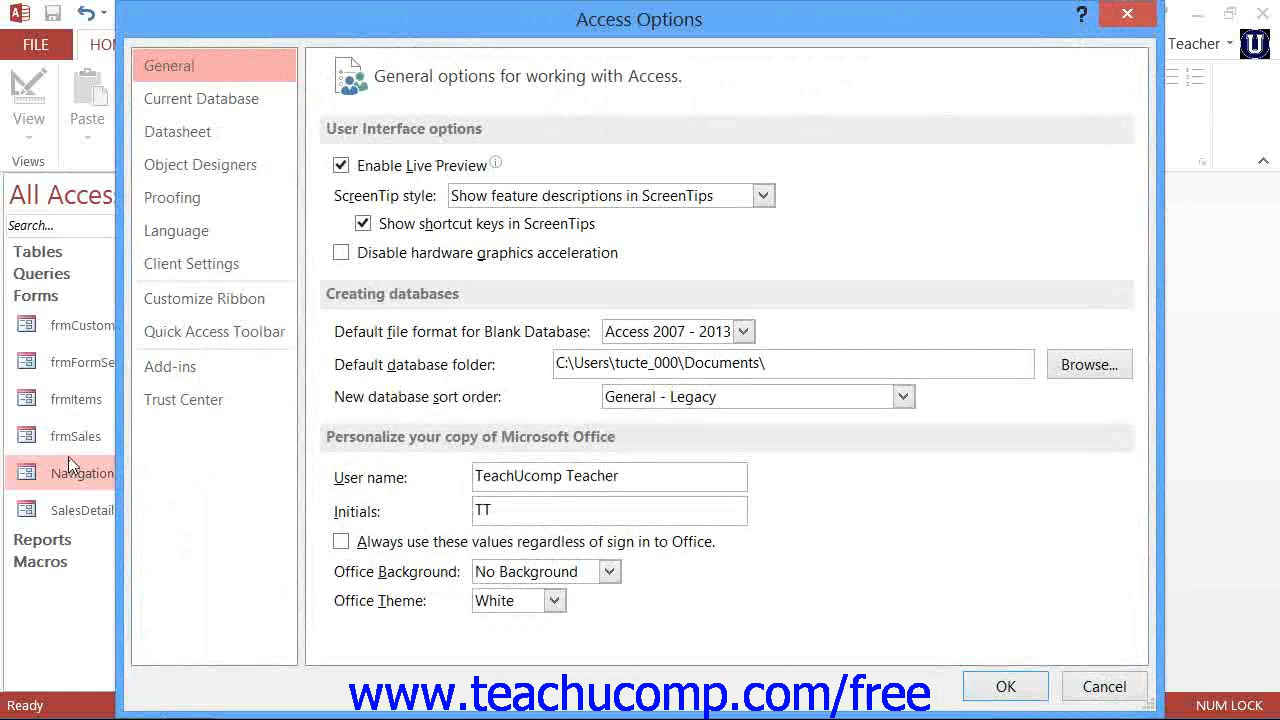 Access Options
?
FILE
HO
Teacher
View
Paste
Views
All Acces
Search...
Tables
Queries
Forms
frmCustom
frmFormSe
frmItems
frmSales
Navigation
SalesDetail
Reports
Macros
General
Current Database
Datasheet
Object Designers
Proofing
Language
Client Settings
Customize Ribbon
Quick Access Toolbar
Add-ins
Trust Center
General options for working with Access.
User Interface options
Enable Live Preview
ScreenTip style: Show feature descriptions in ScreenTips
Show shortcut keys in ScreenTips
Disable hardware graphics acceleration
Creating databases
Default file format for Blank Database: Access 2007 - 2013
Default database folder: C:\Users\tucte_000\Documents\ Browse...
New database sort order: General - Legacy
Personalize your copy of Microsoft Office
User name: TeachUcomp Teacher
Initials: TT
Always use these values regardless of sign in to Office.
Office Background: No Background
Office Theme: White
OK Cancel
www.teachucomp.com/free
Ready
NUM LOCK